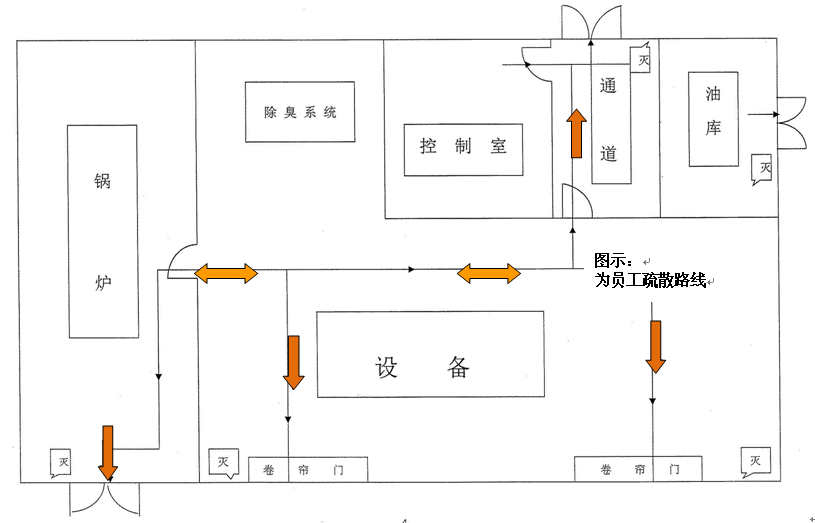 灭
通
道
油
库
灭
除臭系统
控制室
锅
炉
图示：
为员工疏散路线
设备
灭
灭
灭
卷帘门
卷帘门